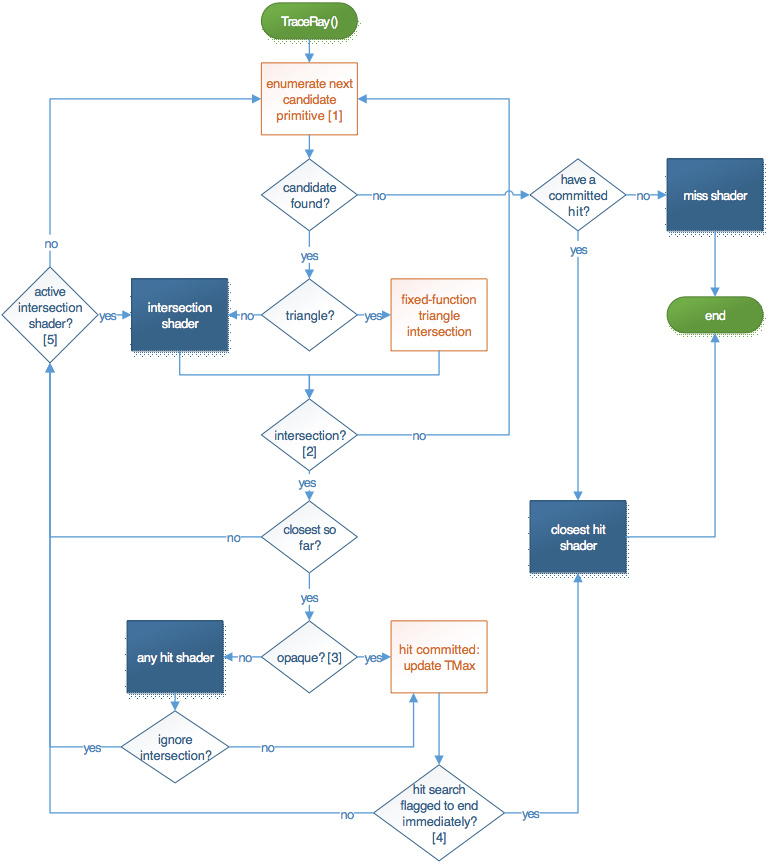 TraceRay()
enumerate next
candidate
primitive [1]
candidate
found?
no
have a
committed
hit?
no
miss shader
yes
yes
no
active
intersection
shader?
[5]
yes
intersection
shader
no
triangle?
yes
fixed-function
triangle
intersection
end
intersection?
[2]
no
yes
closest so
far?
no
closest hit
shader
yes
any hit shader
no
opaque? [3]
yes
hit committed:
update TMax
yes
ignore
intersection?
no
hit search
flagged to end
immediately?
[4]
no
yes